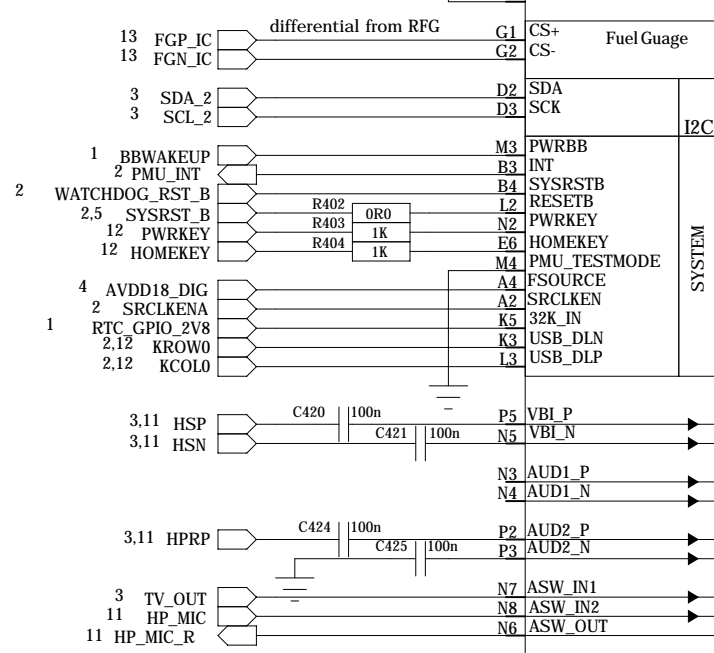 differential from RFG
13 FGP_IC G1 CS+ Fuel Guage
13 FGN_IC G2 CS-
3 SDA_2 D2 SDA
3 SCL_2 D3 SCK
I2C
1 BBWAKEUP M3 PWRBB
2 PMU_INT B3 INT
2 WATCHDOG_RST_B B4 SYSRSTB
2,5 SYSRST_B R402 0R0 L2 RESETB
12 PWRKEY R403 1K N2 PWRKEY
12 HOMEKEY R404 1K E6 HOMEKEY
M4 PMU_TESTMODE
SYSTEM
4 AVDD18_DIG A4 FSOURCE
2 SRCLKENA A2 SRCLKEN
1 RTC_GPIO_2V8 K5 32K_IN
2,12 KROW0 K3 USB_DLN
2,12 KCOL0 L3 USB_DLP
3,11 HSP C420 100n P5 VBI_P
3,11 HSN C421 100n N5 VBI_N
N3 AUD1_P
N4 AUD1_N
3,11 HPRP C424 100n P2 AUD2_P
C425 100n P3 AUD2_N
3 TV_OUT N7 ASW_IN1
11 HP_MIC N8 ASW_IN2
11 HP_MIC_R N6 ASW_OUT